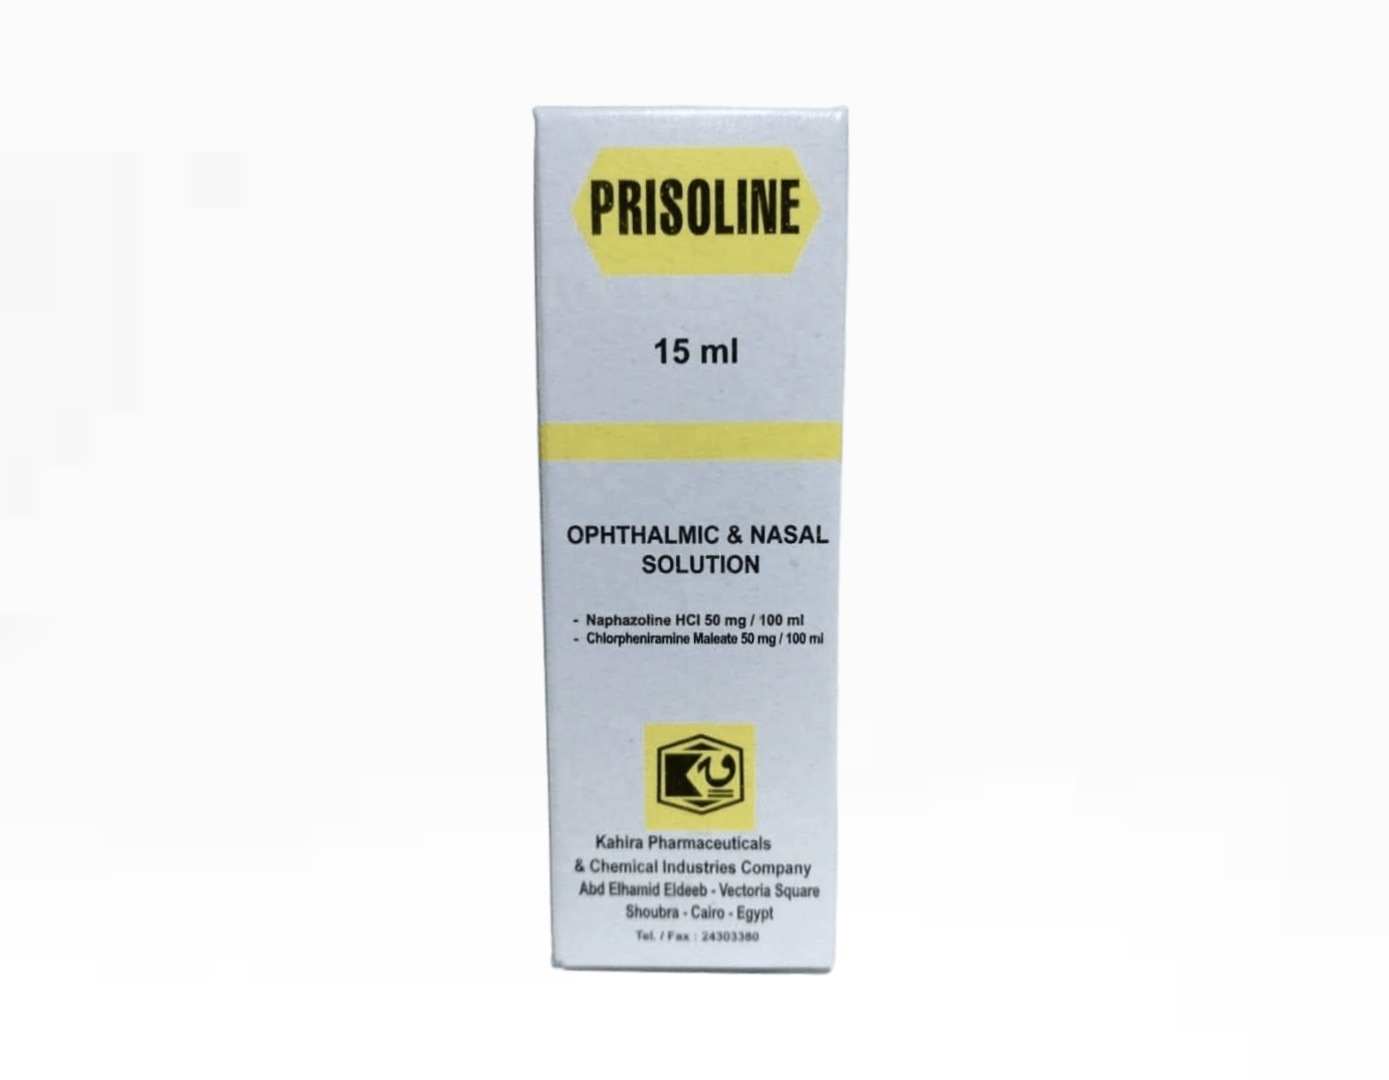 PRISOLINE
15 ml
OPHTHALMIC & NASAL
SOLUTION
- Naphazoline HCl 50 mg / 100 ml
- Chlorpheniramine Maleate 50 mg / 100 ml
Kahira Pharmaceuticals
& Chemical Industries Company
Abd Elhamid Eldeeb - Vectoria Square
Shoubra - Cairo - Egypt
Tel. / Fax : 24303380